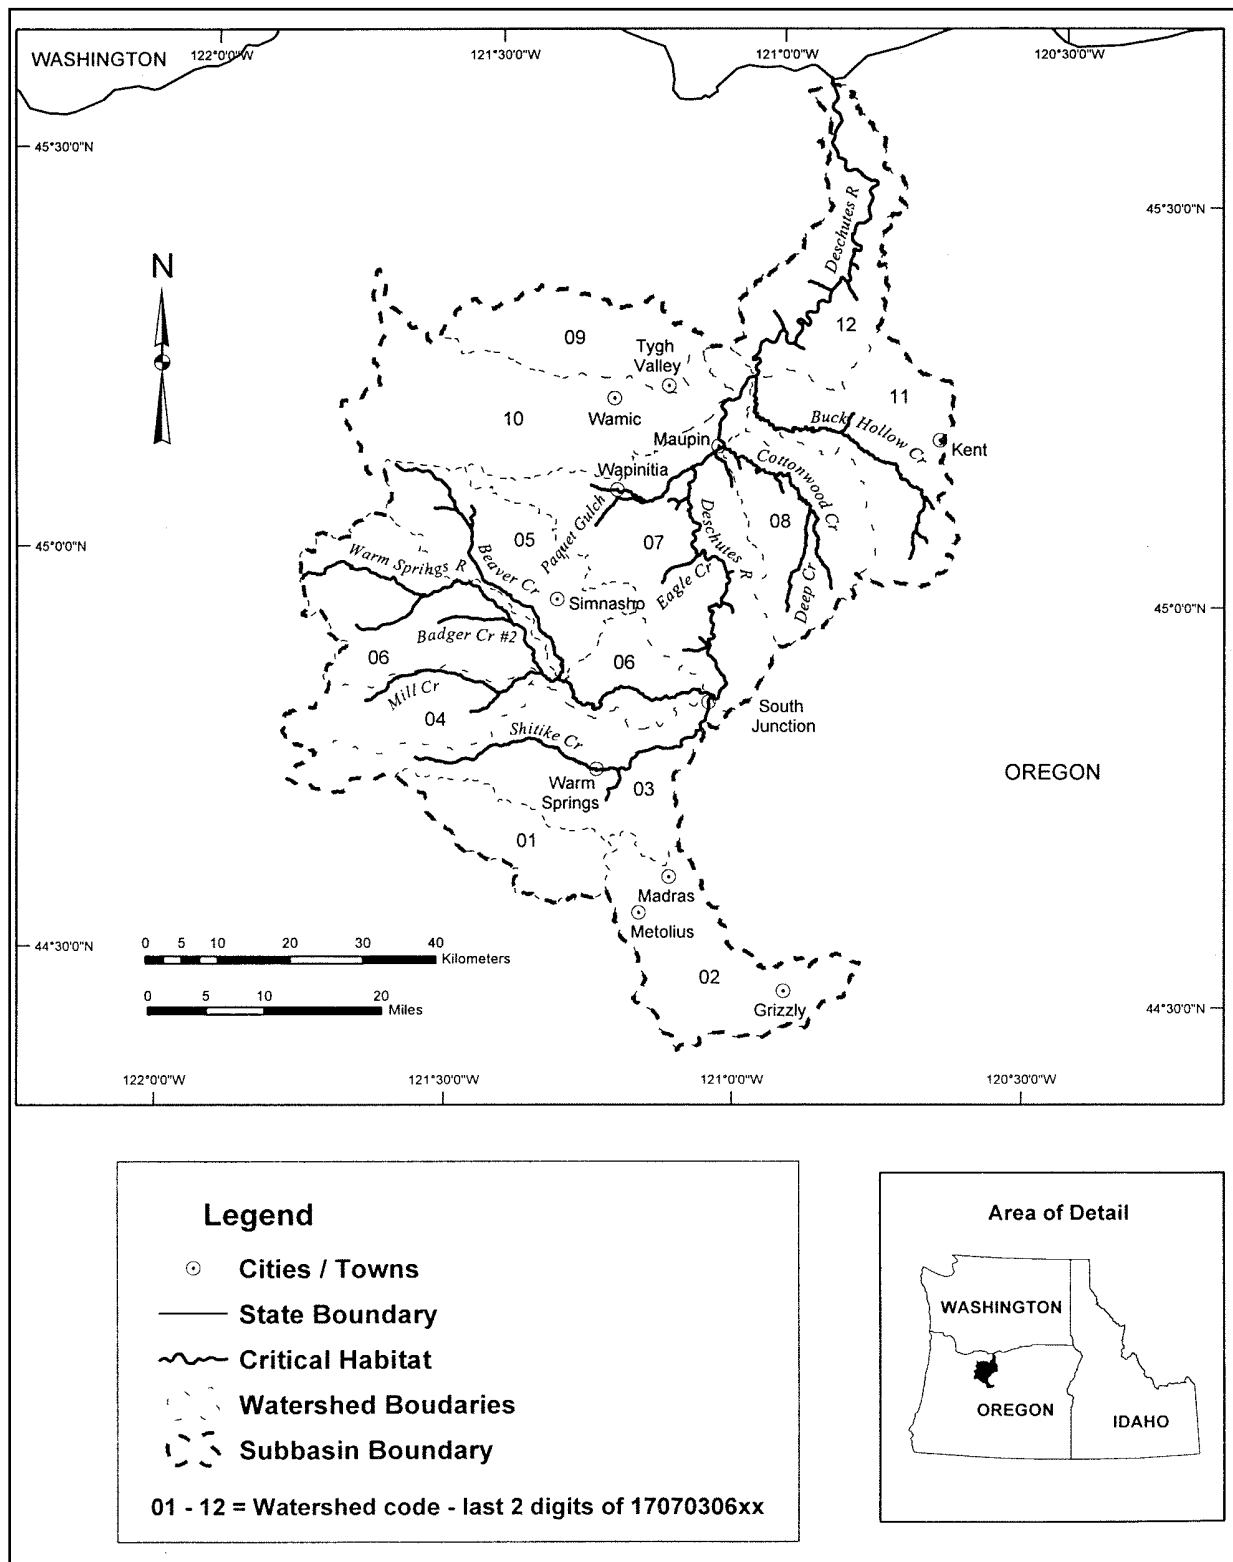 122°0'0"W
121°30'0"W
121°0'0"W
120°30'0"W
WASHINGTON
45°30'0"N
45°30'0"N
Deschutes R
N
12
09
Tygh
Valley
11
Wamic
10
Buck Hollow Cr
Maupin
Kent
Cottonwood Cr
Wapinitia
Paquet Gulch
08
05
07
Deschutes R
45°0'0"N
Warm Springs R
Beaver Cr
Eagle Cr
Deep Cr
Simnasho
45°0'0"N
Badger Cr #2
06
06
Mill Cr
04
South
Junction
Shitike Cr
OREGON
Warm
Springs
03
01
Madras
Metolius
44°30'0"N
0 5 10 20 30 40
Kilometers
02
0 5 10 20
Miles
Grizzly
44°30'0"N
122°0'0"W
121°30'0"W
121°0'0"W
120°30'0"W
Legend
Cities / Towns
State Boundary
Critical Habitat
Watershed Boudaries
Subbasin Boundary
01 - 12 = Watershed code - last 2 digits of 17070306xx
Area of Detail
WASHINGTON
OREGON
IDAHO